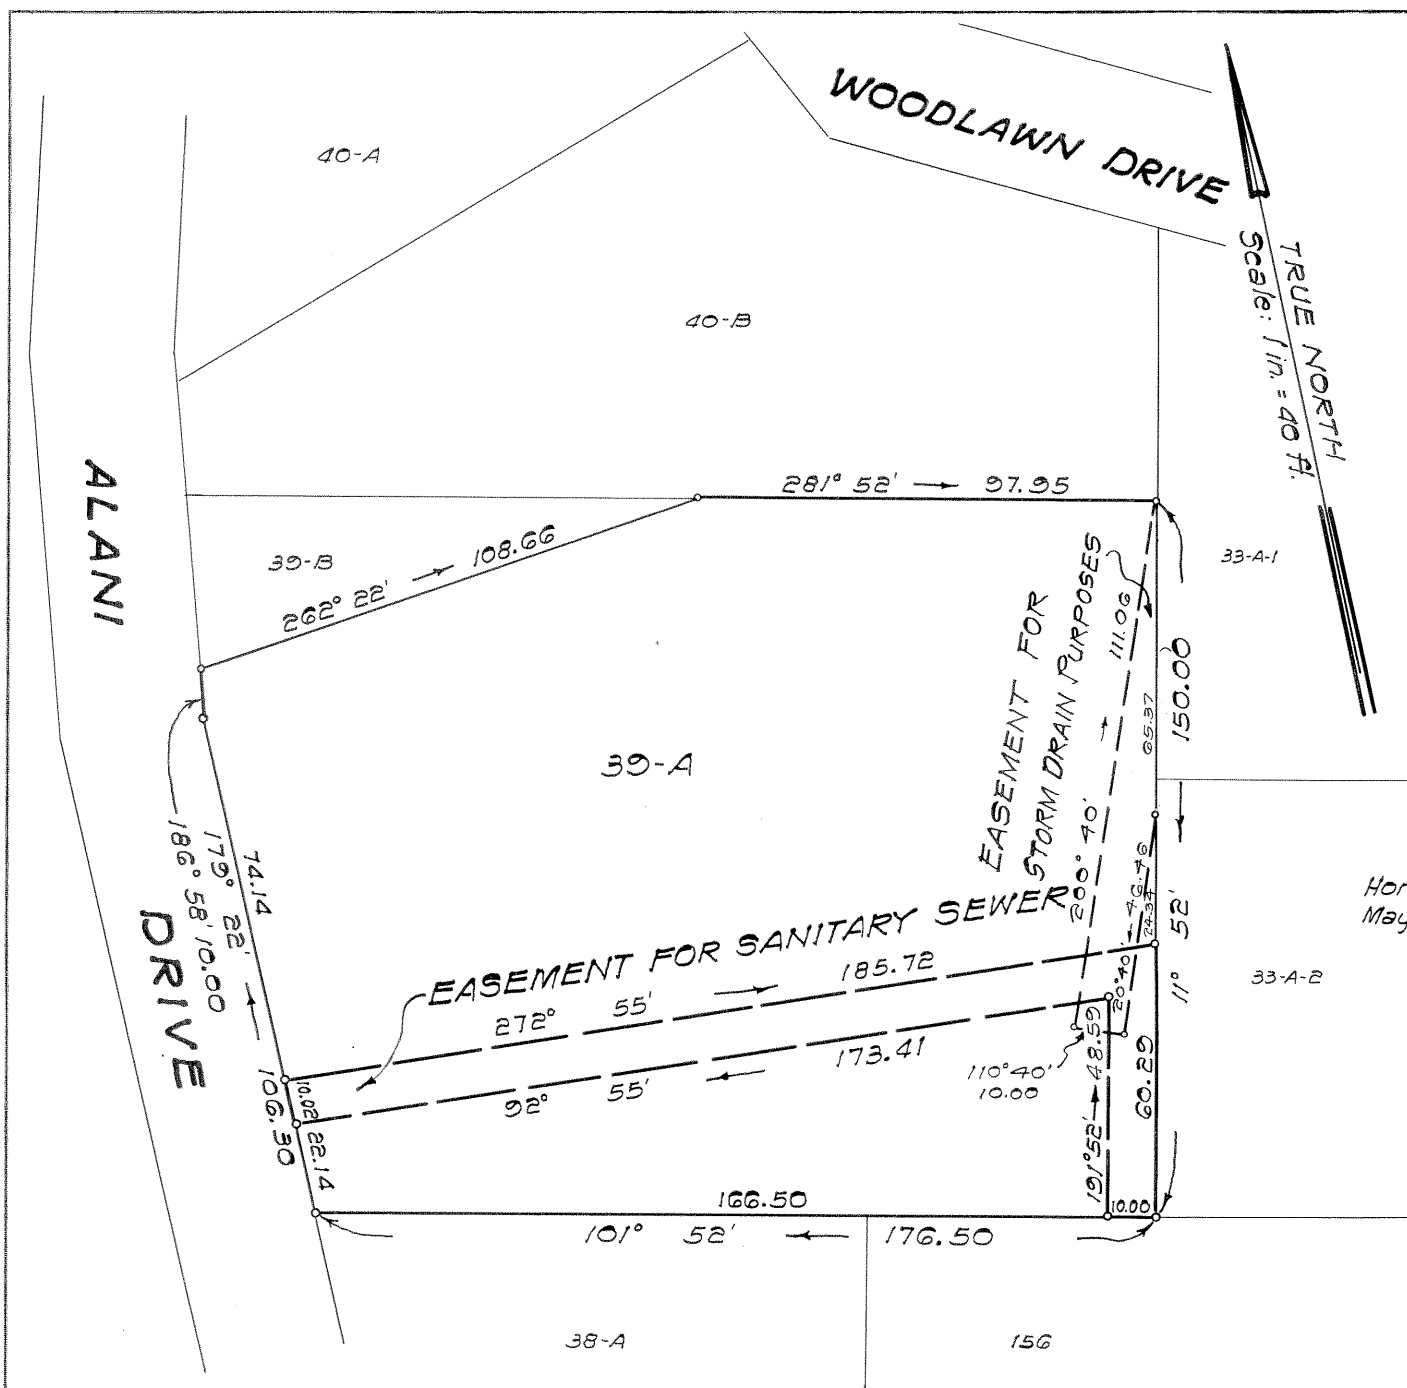 WOODLAWN DRIVE
40-A
40-B
TRUE NORTH
Scale: 1 in. = 40 ft.
ALANI DRIVE
281° 52' 97.95
39-B
262° 22' 108.66
33-A-1
EASEMENT FOR
STORM DRAIN PURPOSES
111.06
200° 40'
65.37
150.00
11° 52'
39-A
186° 58' 10.00
179° 22'
74.14
106.30
10.02
22.14
EASEMENT FOR SANITARY SEWER
272° 55' 185.72
92° 55' 173.41
20° 40' 46.46
24.34
60.29
110° 40'
10.00
191° 52' 48.59
10.00
33-A-2
Hor
May
166.50
101° 52' 176.50
38-A
156